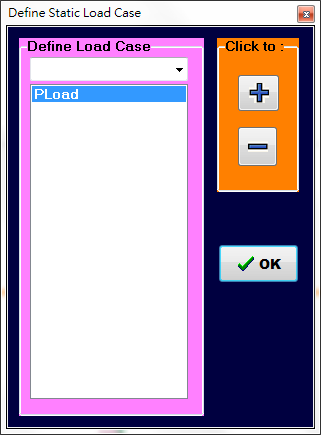 Define Static Load Case
Define Load Case
Click to :
PLoad
OK